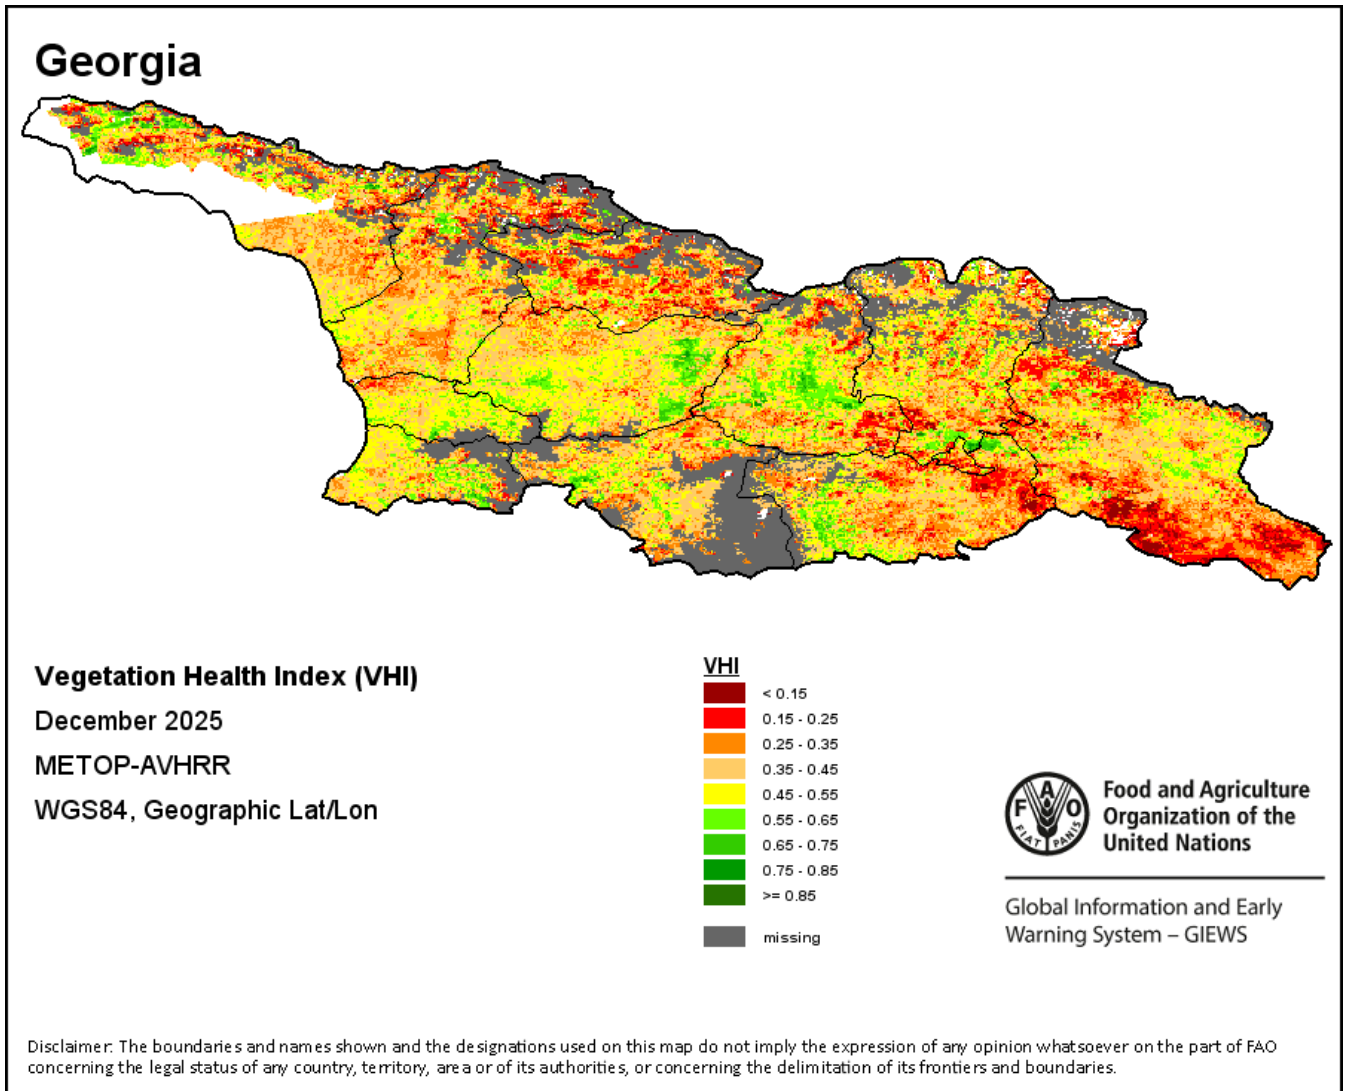 Georgia
Vegetation Health Index (VHI)
December 2025
METOP-AVHRR
WGS84, Geographic Lat/Lon
VHI
< 0.15
0.15 - 0.25
0.25 - 0.35
0.35 - 0.45
0.45 - 0.55
0.55 - 0.65
0.65 - 0.75
0.75 - 0.85
>= 0.85
missing
F A O
FIAT PANIS
Food and Agriculture
Organization of the
United Nations
Global Information and Early
Warning System – GIEWS
Disclaimer: The boundaries and names shown and the designations used on this map do not imply the expression of any opinion whatsoever on the part of FAO
concerning the legal status of any country, territory, area or of its authorities, or concerning the delimitation of its frontiers and boundaries.